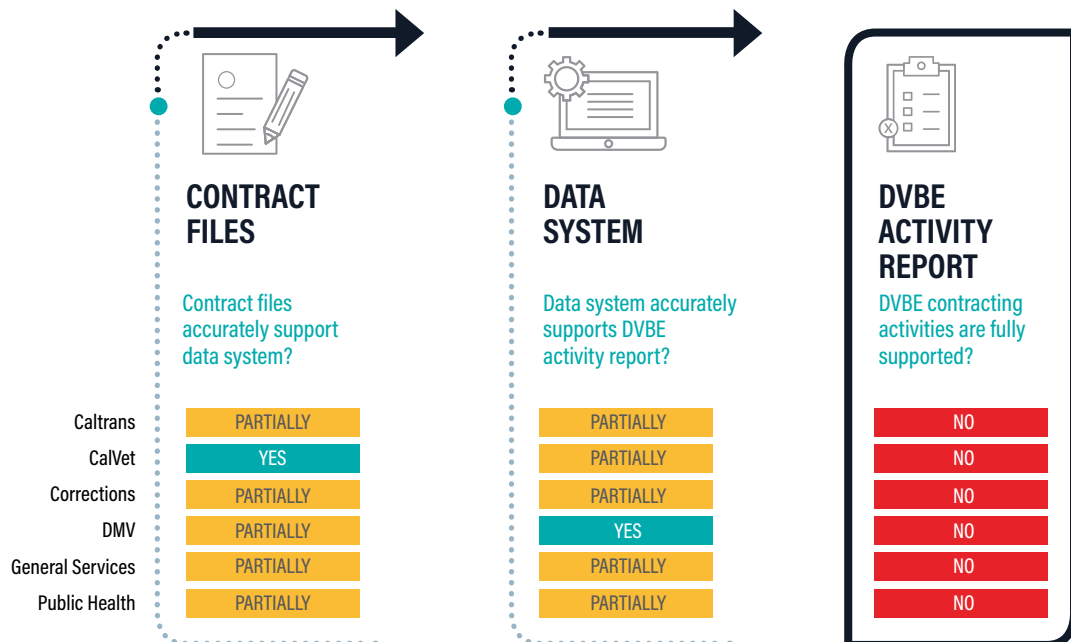 CONTRACT
FILES
Contract files
accurately support
data system?
DATA
SYSTEM
Data system accurately
supports DVBE
activity report?
X
DVBE
ACTIVITY
REPORT
DVBE contracting
activities are fully
supported?
Caltrans PARTIALLY PARTIALLY NO
CalVet YES PARTIALLY NO
Corrections PARTIALLY PARTIALLY NO
DMV PARTIALLY YES NO
General Services PARTIALLY PARTIALLY NO
Public Health PARTIALLY PARTIALLY NO